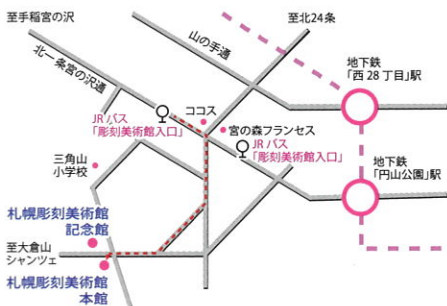 至手稲宮の沢
山の手通
至北24条
北一条宮の沢通
地下鉄
「西28丁目」駅
ココス
JRバス
「彫刻美術館入口」
宮の森フランセス
JRバス
「彫刻美術館入口」
三角山
小学校
地下鉄
「円山公園」駅
札幌彫刻美術館
記念館
至大倉山
シャンツェ
札幌彫刻美術館
本館